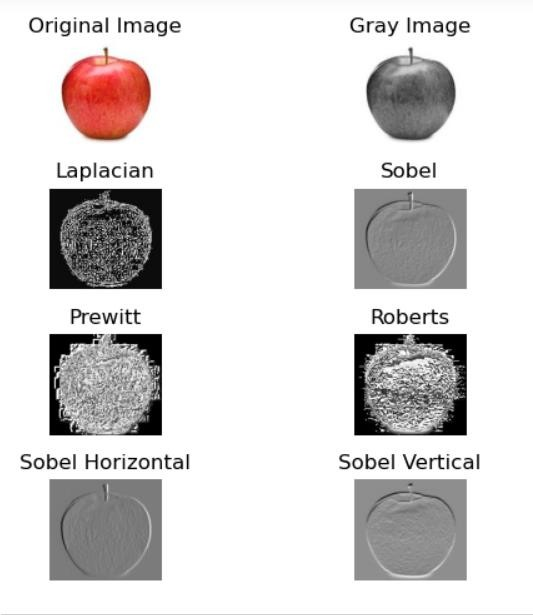 Original Image
Gray Image
Laplacian
Sobel
Prewitt
Roberts
Sobel Horizontal
Sobel Vertical